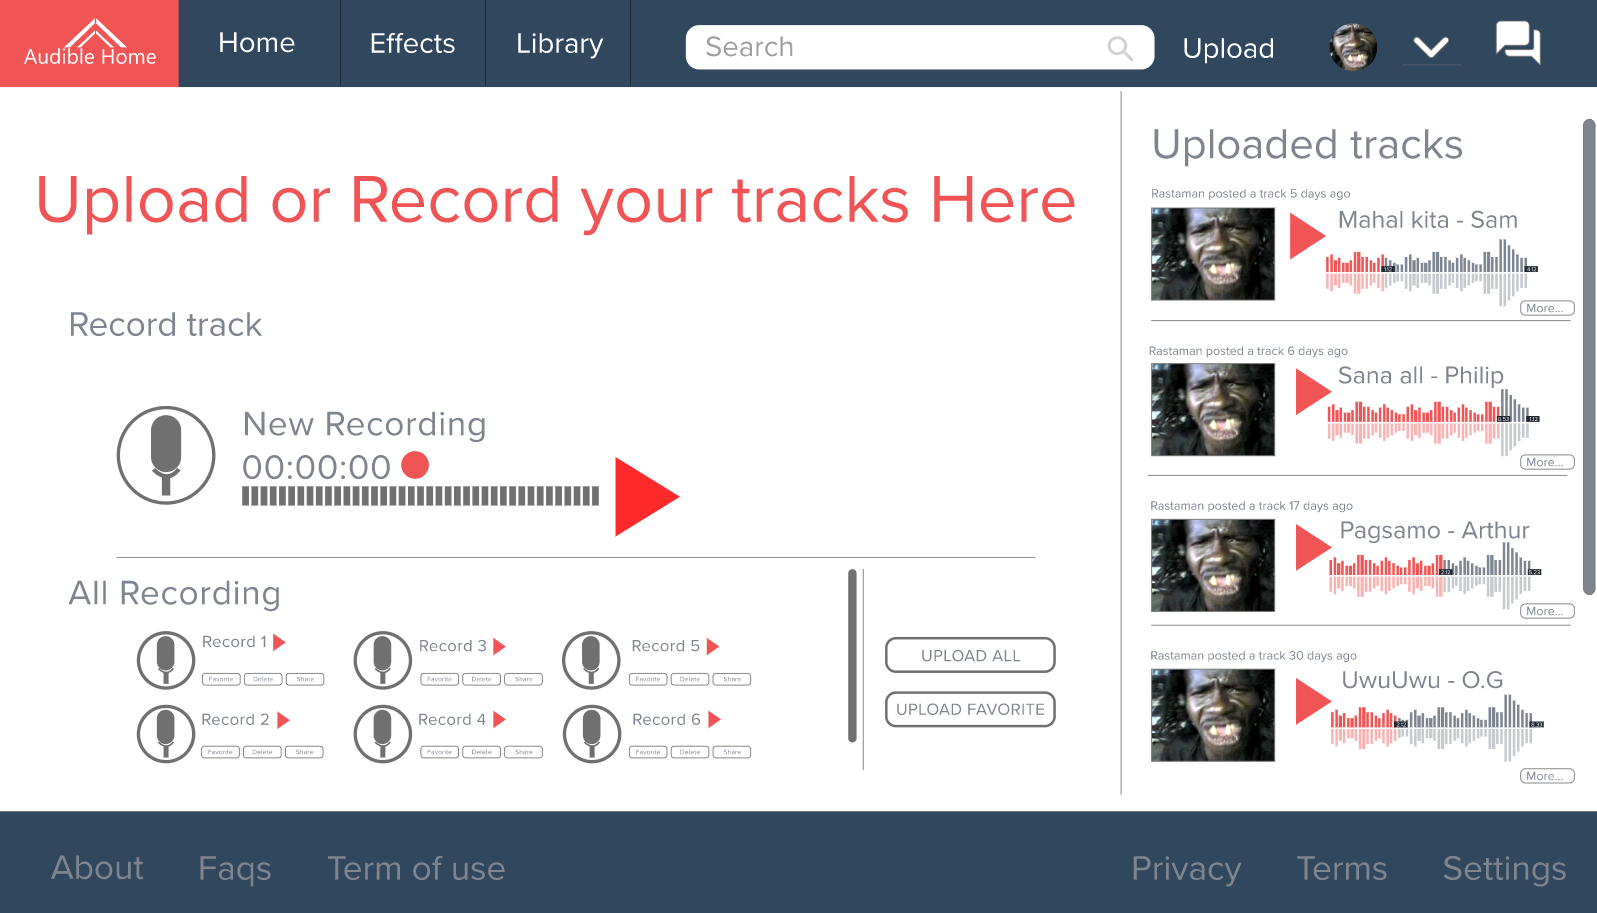 Audible Home
Home
Effects
Library
Search
Upload
Upload or Record your tracks Here
Record track
New Recording
00:00:00
All Recording
Record 1
Favorite Delete Share
Record 3
Favorite Delete Share
Record 5
Favorite Delete Share
Record 2
Favorite Delete Share
Record 4
Favorite Delete Share
Record 6
Favorite Delete Share
UPLOAD ALL
UPLOAD FAVORITE
Uploaded tracks
Rastaman posted a track 5 days ago
Mahal kita - Sam
More...
Rastaman posted a track 6 days ago
Sana all - Philip
More...
Rastaman posted a track 17 days ago
Pagsamo - Arthur
More...
Rastaman posted a track 30 days ago
UwuUwu - O.G
More...
About
Faqs
Term of use
Privacy
Terms
Settings